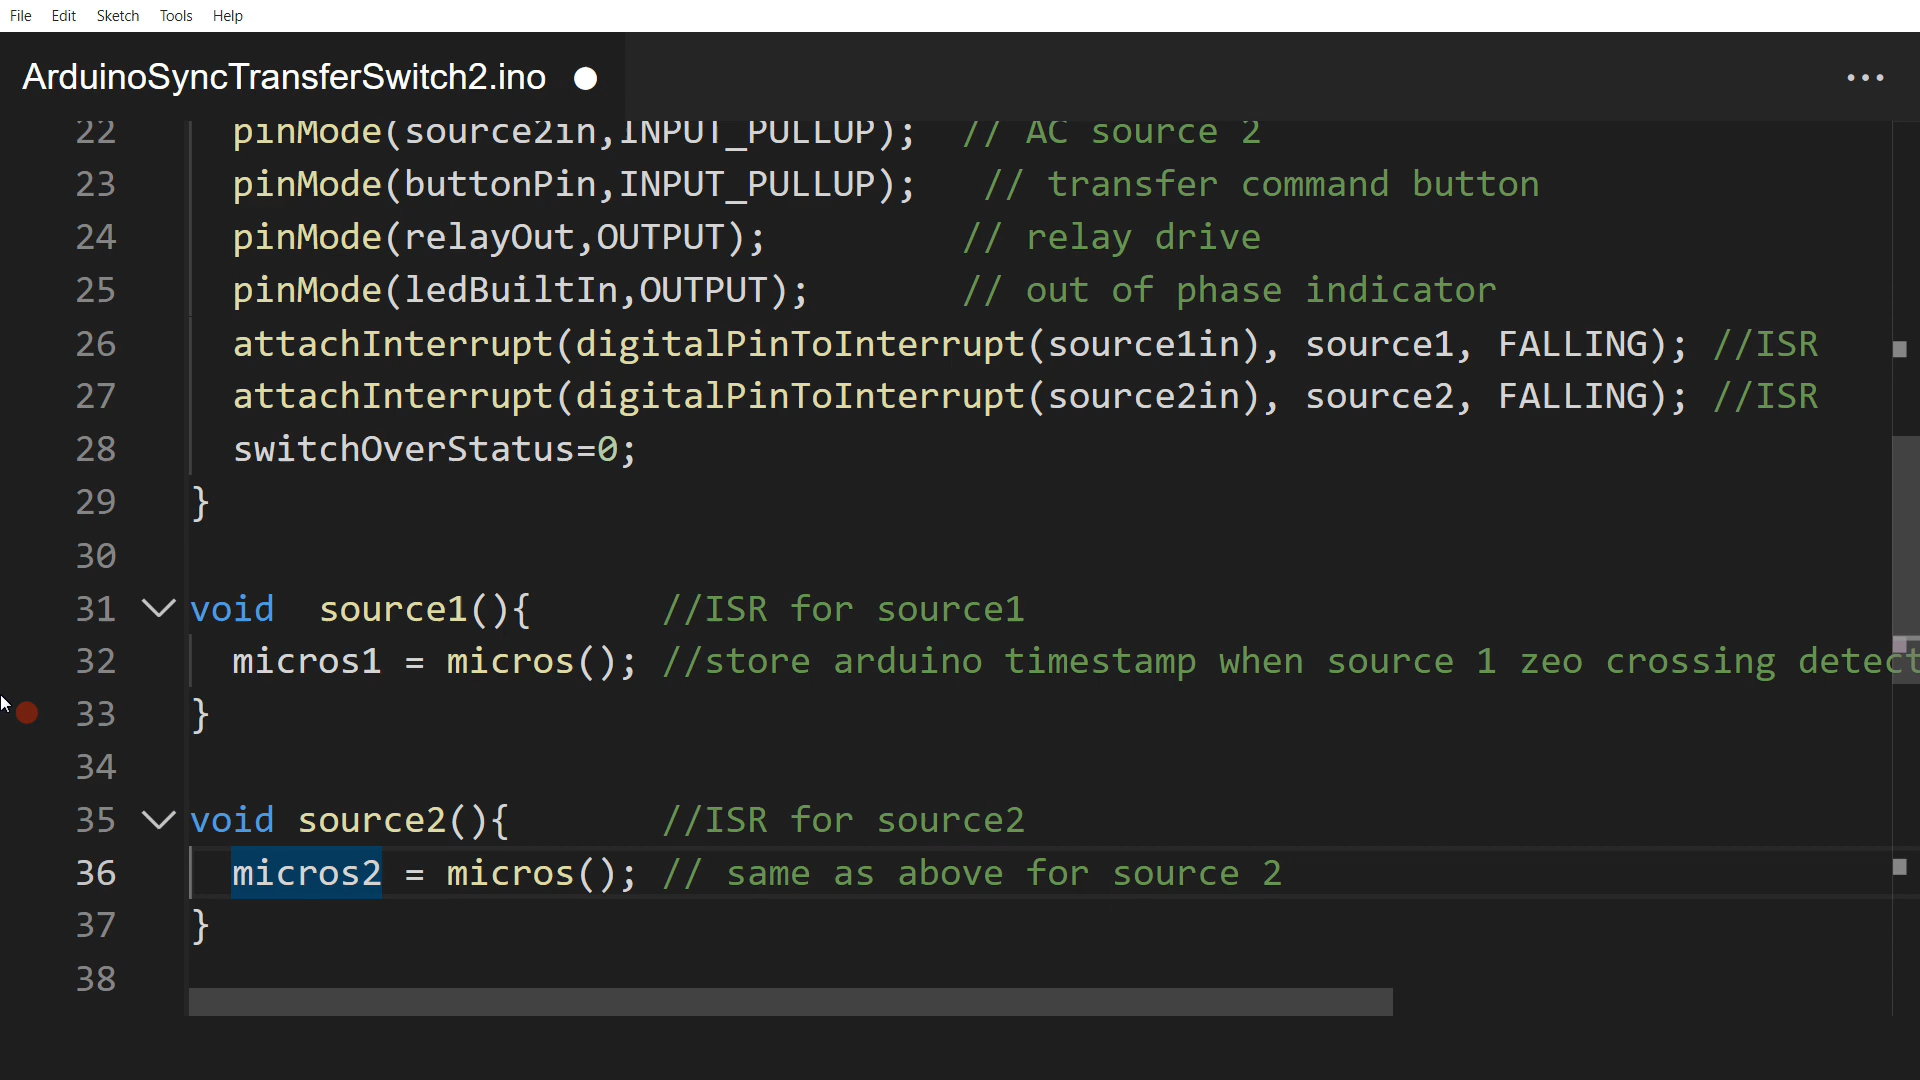 File Edit Sketch Tools Help
ArduinoSyncTransferSwitch2.ino
22 pinMode(source2in,INPUT_PULLUP); // AC source 2
23 pinMode(buttonPin,INPUT_PULLUP); // transfer command button
24 pinMode(relayOut,OUTPUT); // relay drive
25 pinMode(ledBuiltIn,OUTPUT); // out of phase indicator
26 attachInterrupt(digitalPinToInterrupt(source1in), source1, FALLING); //ISR
27 attachInterrupt(digitalPinToInterrupt(source2in), source2, FALLING); //ISR
28 switchOverStatus=0;
29 }
30
31 void source1(){ //ISR for source1
32 micros1 = micros(); //store arduino timestamp when source 1 zeo crossing detect
33 }
34
35 void source2(){ //ISR for source2
36 micros2 = micros(); // same as above for source 2
37 }
38